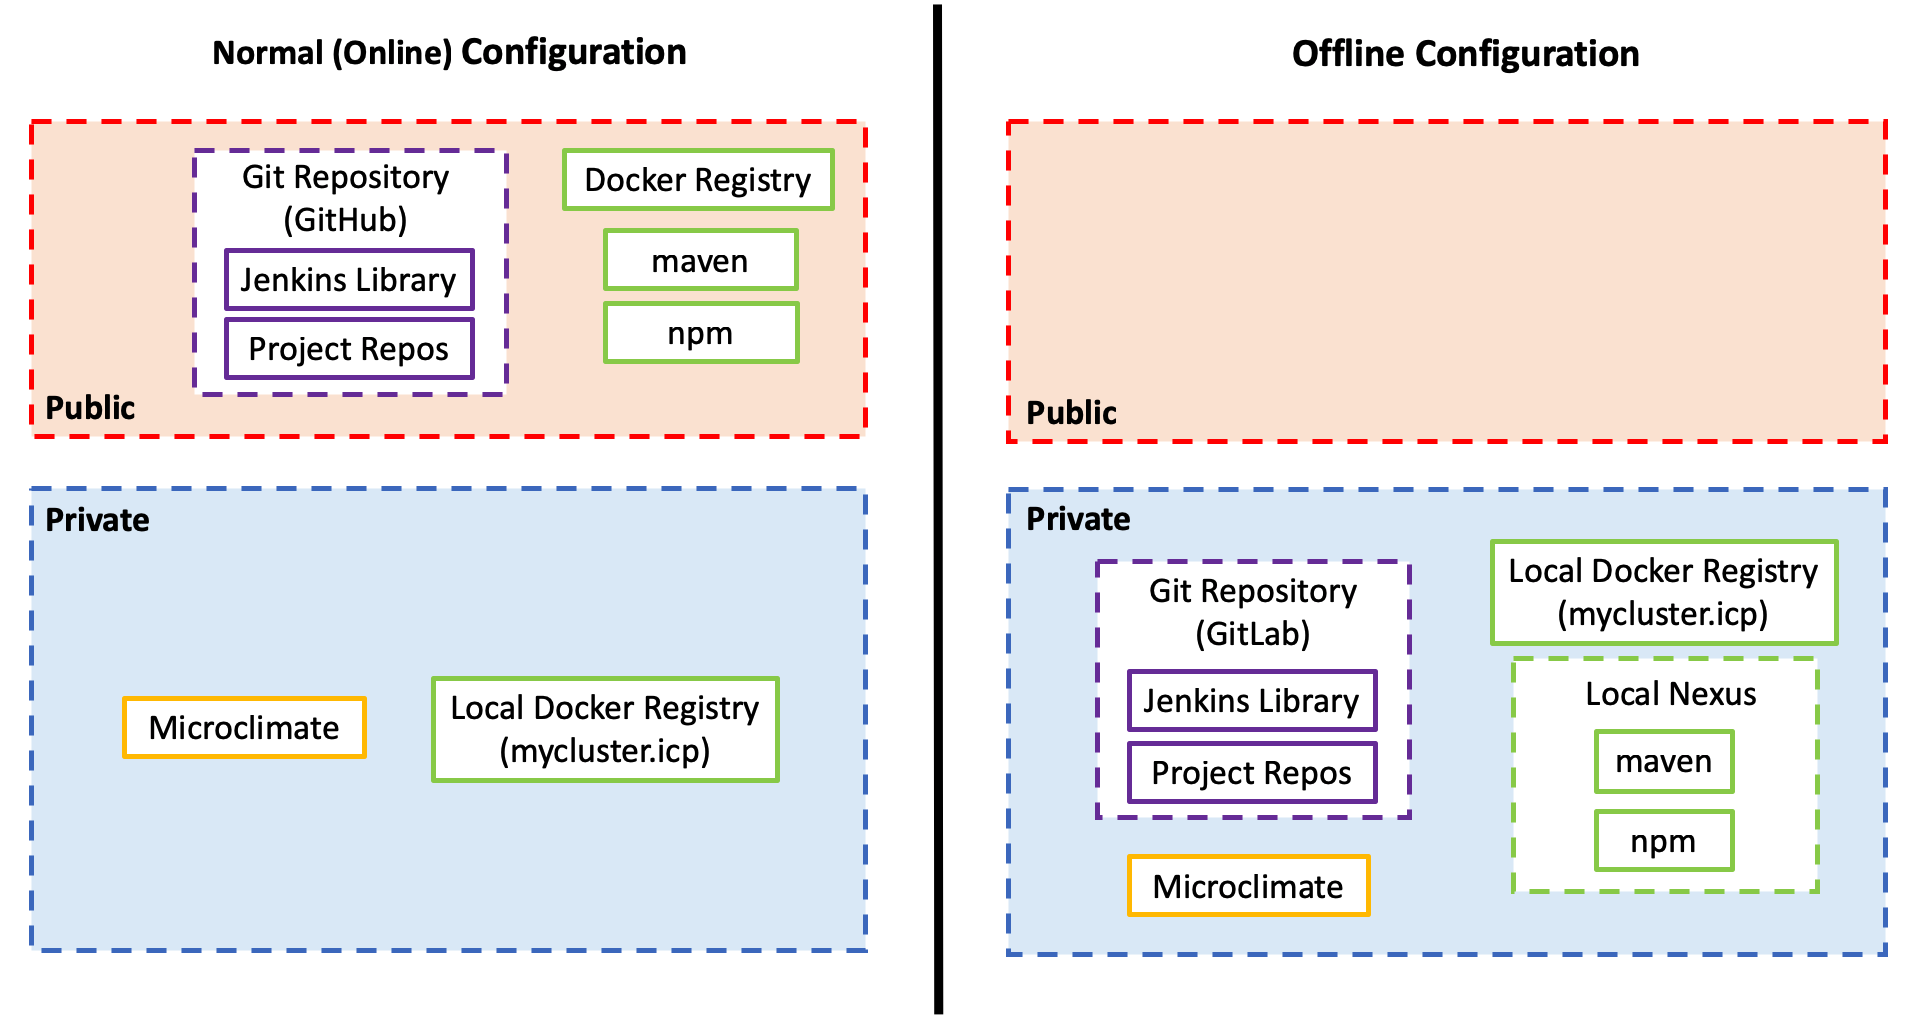 Normal (Online) Configuration
Git Repository
(GitHub)
Jenkins Library
Project Repos
Docker Registry
maven
npm
Public
Private
Microclimate
Local Docker Registry
(mycluster.icp)
Offline Configuration
Public
Private
Git Repository
(GitLab)
Jenkins Library
Project Repos
Microclimate
Local Docker Registry
(mycluster.icp)
Local Nexus
maven
npm